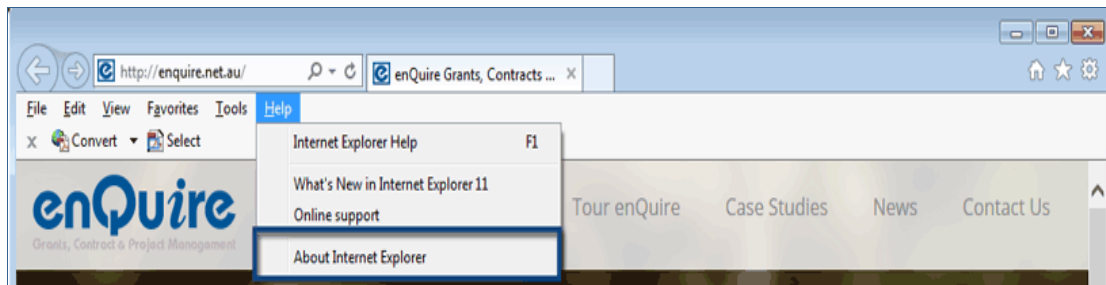 http://enquire.net.au/
enQuire Grants, Contracts ...
File Edit View Favorites Tools Help
x Convert Select
Internet Explorer Help F1
What's New in Internet Explorer 11
Online support
About Internet Explorer
enQuire
Grants, Contract & Project Management
Tour enQuire Case Studies News Contact Us